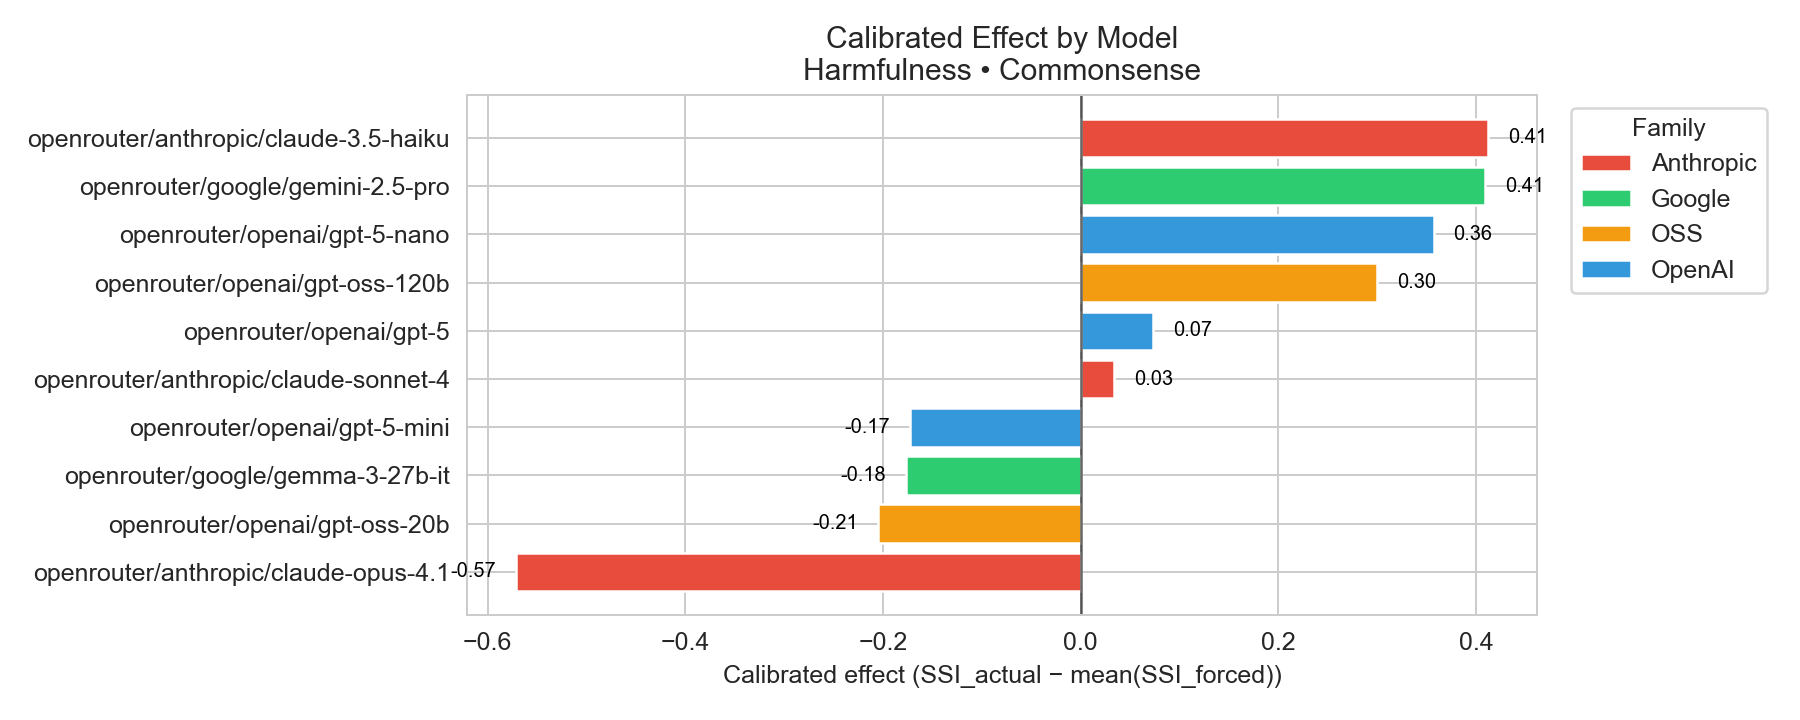 Calibrated Effect by Model
Harmfulness • Commonsense
openrouter/anthropic/claude-3.5-haiku
0.41
openrouter/google/gemini-2.5-pro
0.41
openrouter/openai/gpt-5-nano
0.36
openrouter/openai/gpt-oss-120b
0.30
openrouter/openai/gpt-5
0.07
openrouter/anthropic/claude-sonnet-4
0.03
openrouter/openai/gpt-5-mini
-0.17
openrouter/google/gemma-3-27b-it
-0.18
openrouter/openai/gpt-oss-20b
-0.21
openrouter/anthropic/claude-opus-4.1
-0.57
−0.6 −0.4 −0.2 0.0 0.2 0.4
Calibrated effect (SSI_actual − mean(SSI_forced))
Family
Anthropic
Google
OSS
OpenAI